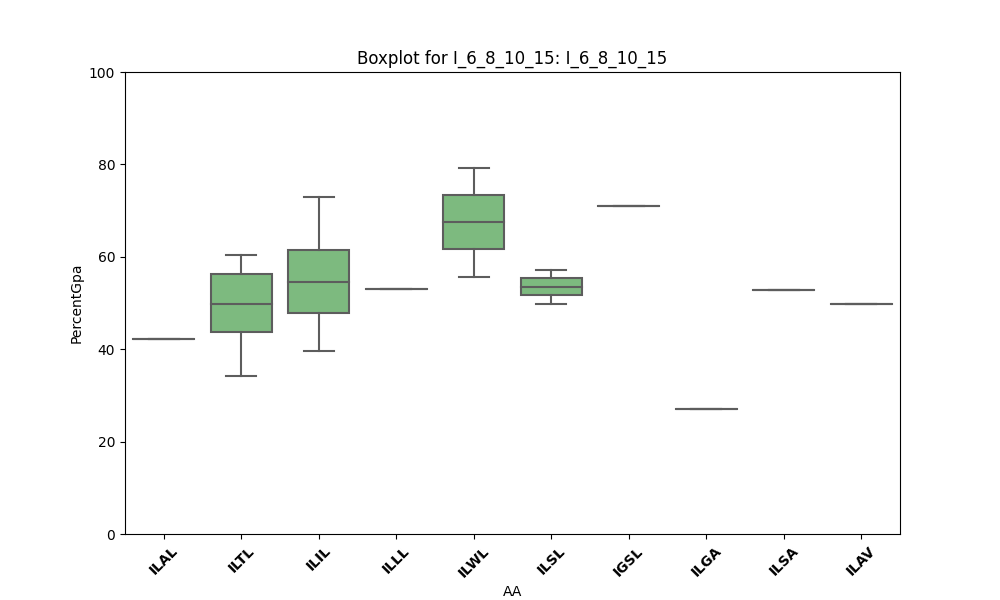 Boxplot for I_6_8_10_15: I_6_8_10_15
100
80
60
40
20
0
PercentGpa
ILAL
ILTL
ILIL
ILLL
ILWL
ILSL
IGSL
ILGA
ILSA
ILAV
AA